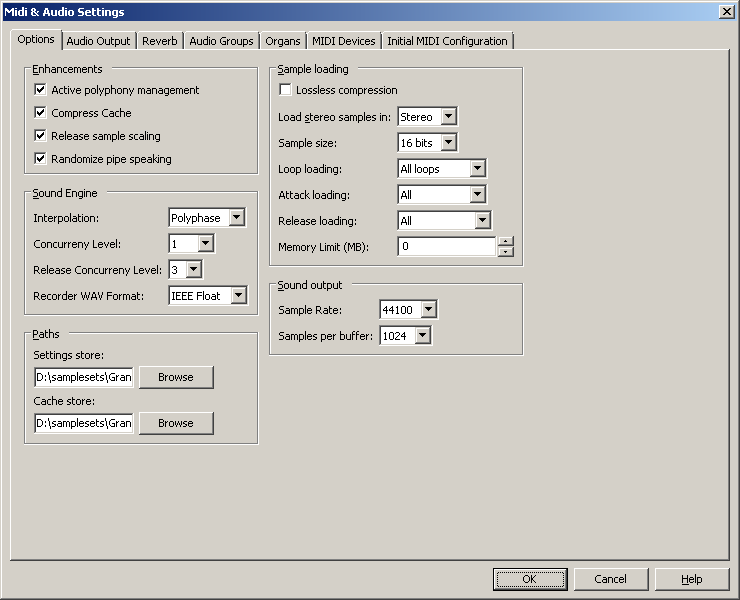 Midi & Audio Settings
Options Audio Output Reverb Audio Groups Organs MIDI Devices Initial MIDI Configuration
Enhancements
Active polyphony management
Compress Cache
Release sample scaling
Randomize pipe speaking
Sound Engine
Interpolation: Polyphase
Concurreny Level: 1
Release Concurreny Level: 3
Recorder WAV Format: IEEE Float
Paths
Settings store:
D:\samplesets\Gran Browse
Cache store:
D:\samplesets\Gran Browse
Sample loading
Lossless compression
Load stereo samples in: Stereo
Sample size: 16 bits
Loop loading: All loops
Attack loading: All
Release loading: All
Memory Limit (MB): 0
Sound output
Sample Rate: 44100
Samples per buffer: 1024
OK Cancel Help